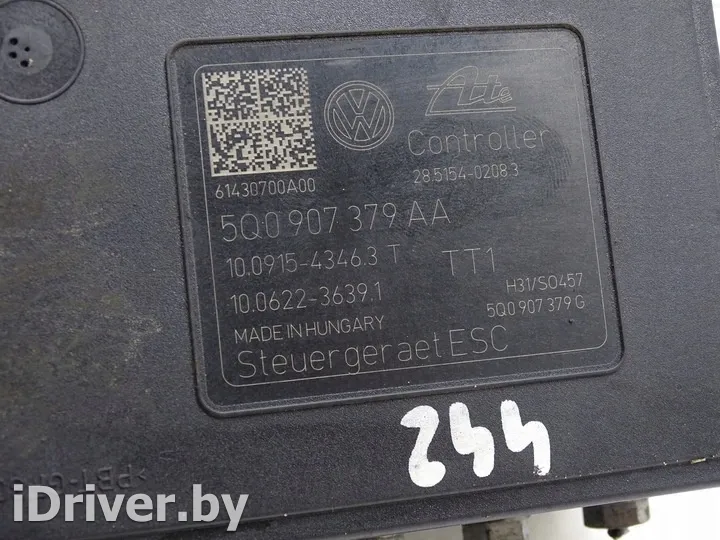 Ate
Controller
28.5154-0208.3
61430700A00
5Q0 907 379 AA
10.0915-4346.3 T
TT1
10.0622-3639.1
H31/SO457
5Q0 907 379 G
MADE IN HUNGARY
Steuergeraet ESC
244
iDriver.by